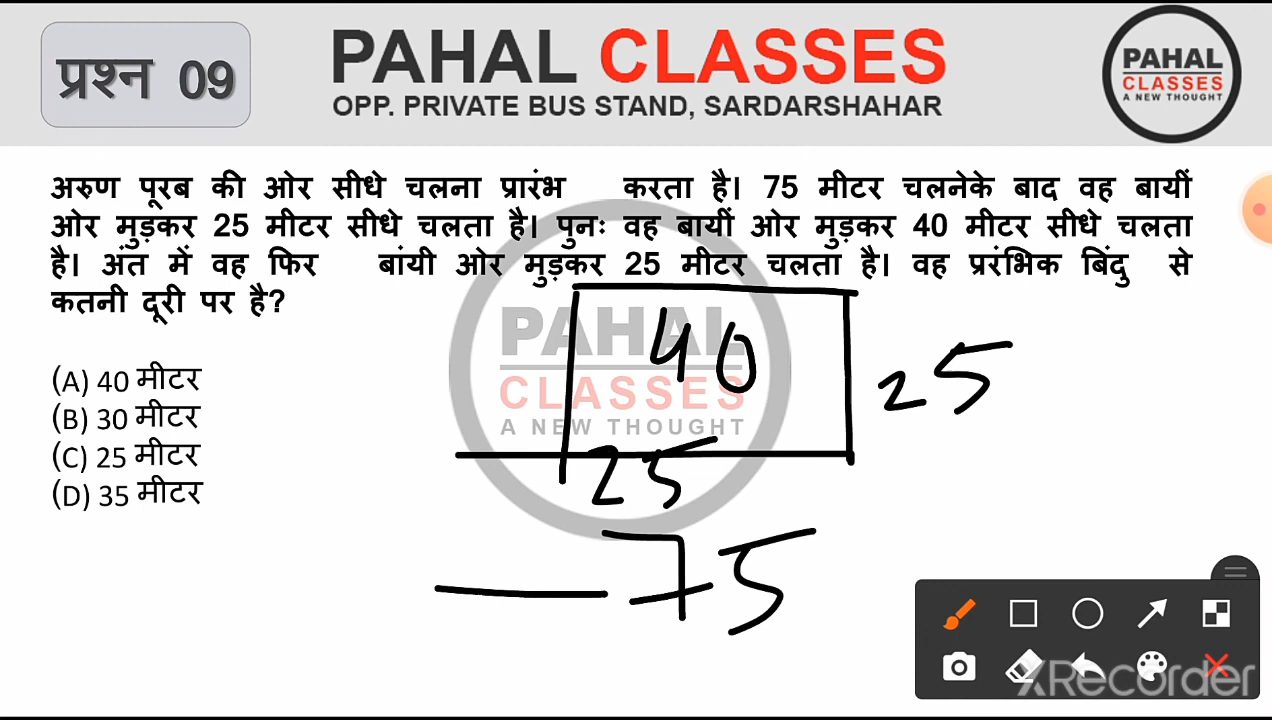 प्रश्न 09
PAHAL CLASSES
OPP. PRIVATE BUS STAND, SARDARSHAHAR
PAHAL
CLASSES
A NEW THOUGHT
अरुण पूरब की ओर सीधे चलना प्रारंभ करता है। 75 मीटर चलनेके बाद वह बायीं
ओर मुड़कर 25 मीटर सीधे चलता है। पुनः वह बायीं ओर मुड़कर 40 मीटर सीधे चलता
है। अंत में वह फिर बांयी ओर मुड़कर 25 मीटर चलता है। वह प्ररंभिक बिंदु से
कतनी दूरी पर है?
PAHAL
CLASSES
A NEW THOUGHT
40
25
25
75
(A) 40 मीटर
(B) 30 मीटर
(C) 25 मीटर
(D) 35 मीटर
XRecorder